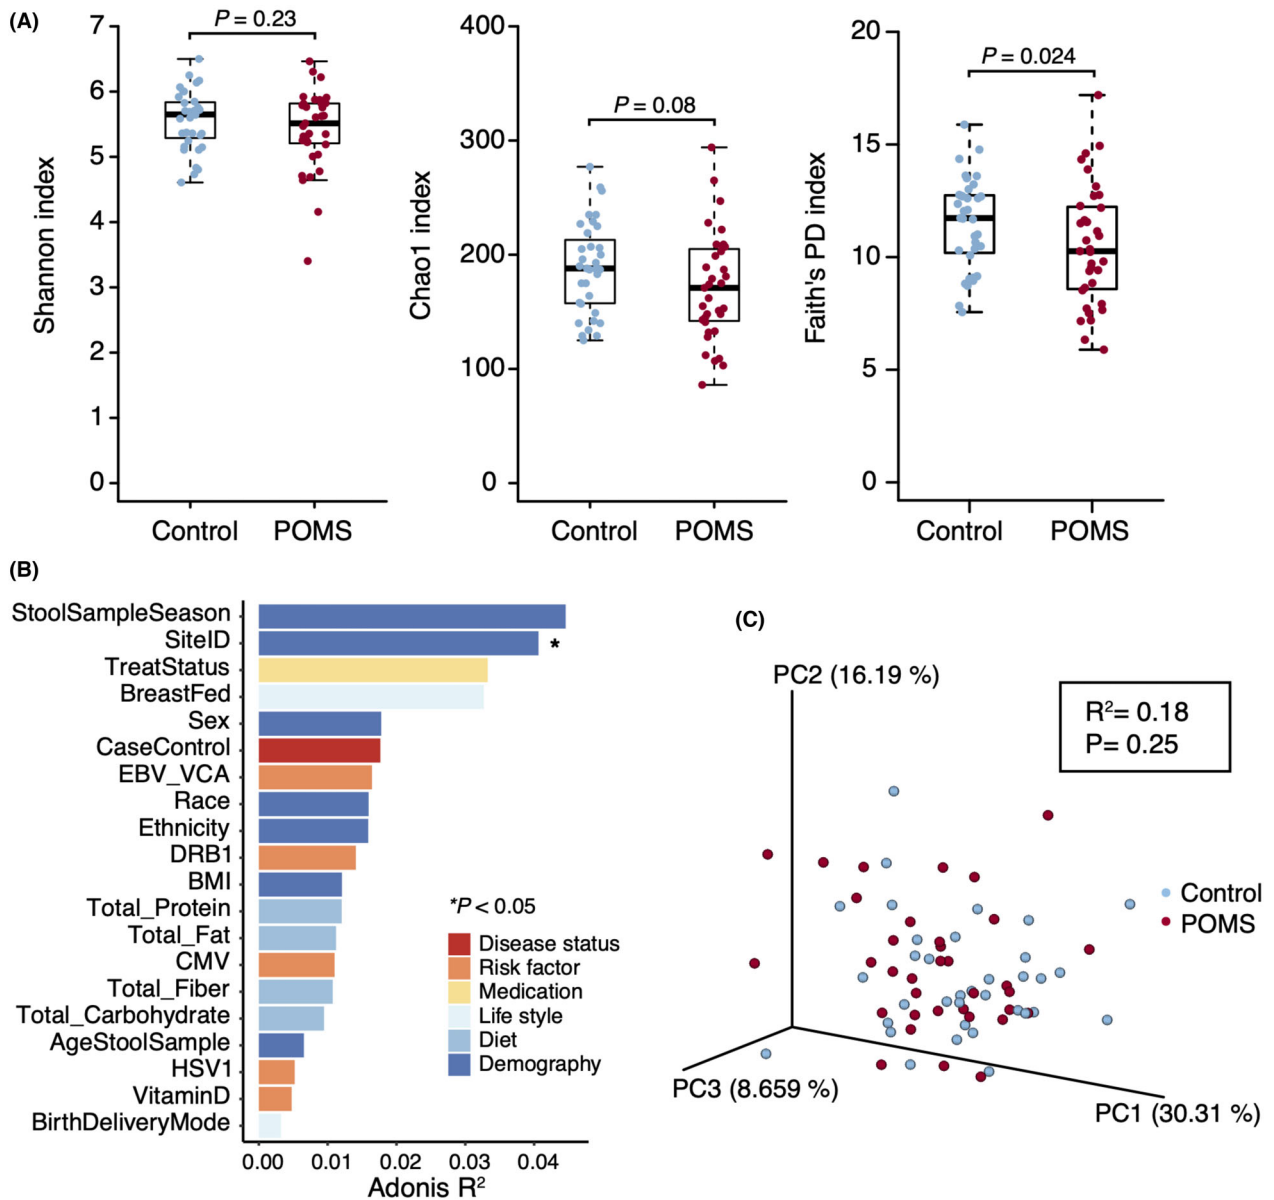 (A)
7
6
5
4
3
2
1
0
Shannon index
P = 0.23
Control POMS
400
300
200
100
0
Chao1 index
P = 0.08
Control POMS
20
15
10
5
0
Faith's PD index
P = 0.024
Control POMS
(B)
StoolSampleSeason
SiteID
*
TreatStatus
BreastFed
Sex
CaseControl
EBV_VCA
Race
Ethnicity
DRB1
BMI
Total_Protein
Total_Fat
CMV
Total_Fiber
Total_Carbohydrate
AgeStoolSample
HSV1
VitaminD
BirthDeliveryMode
0.00 0.01 0.02 0.03 0.04
Adonis R²
*P < 0.05
Disease status
Risk factor
Medication
Life style
Diet
Demography
(C)
PC2 (16.19 %)
R²= 0.18
P= 0.25
Control
POMS
PC3 (8.659 %)
PC1 (30.31 %)